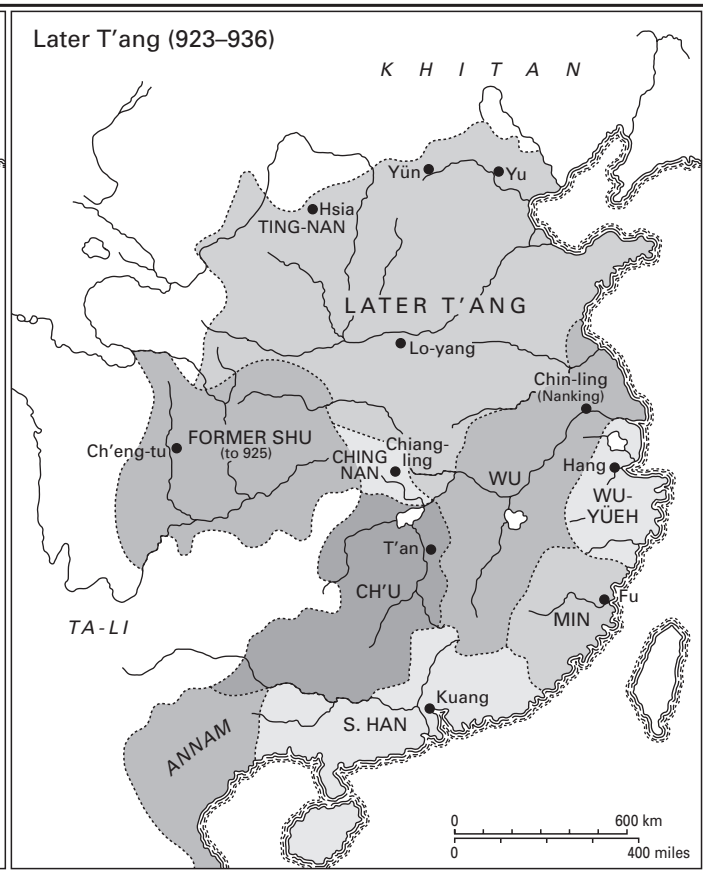 Later T'ang (923–936)
KHITAN
Yün
Yu
Hsia
TING-NAN
LATER T'ANG
Lo-yang
Chin-ling
(Nanking)
FORMER SHU
(to 925)
Ch'eng-tu
CHING
NAN
Chiang-
ling
WU
Hang
WU-
YÜEH
T'an
CH'U
Fu
MIN
TA-LI
Kuang
S. HAN
ANNAM
0 600 km
0 400 miles